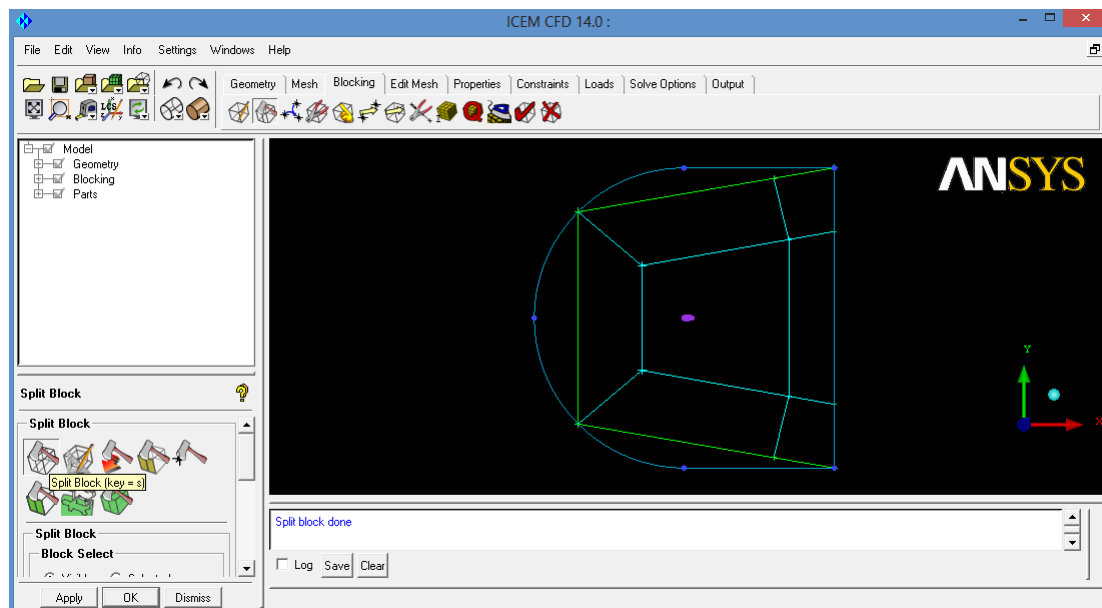 ICEM CFD 14.0 :
File Edit View Info Settings Windows Help
Geometry Mesh Blocking Edit Mesh Properties Constraints Loads Solve Options Output
Model
Geometry
Blocking
Parts
ANSYS
Y
X
Split Block
Split Block
Split Block (key = s)
Split Block
Block Select
Split block done
Log Save Clear
Apply OK Dismiss